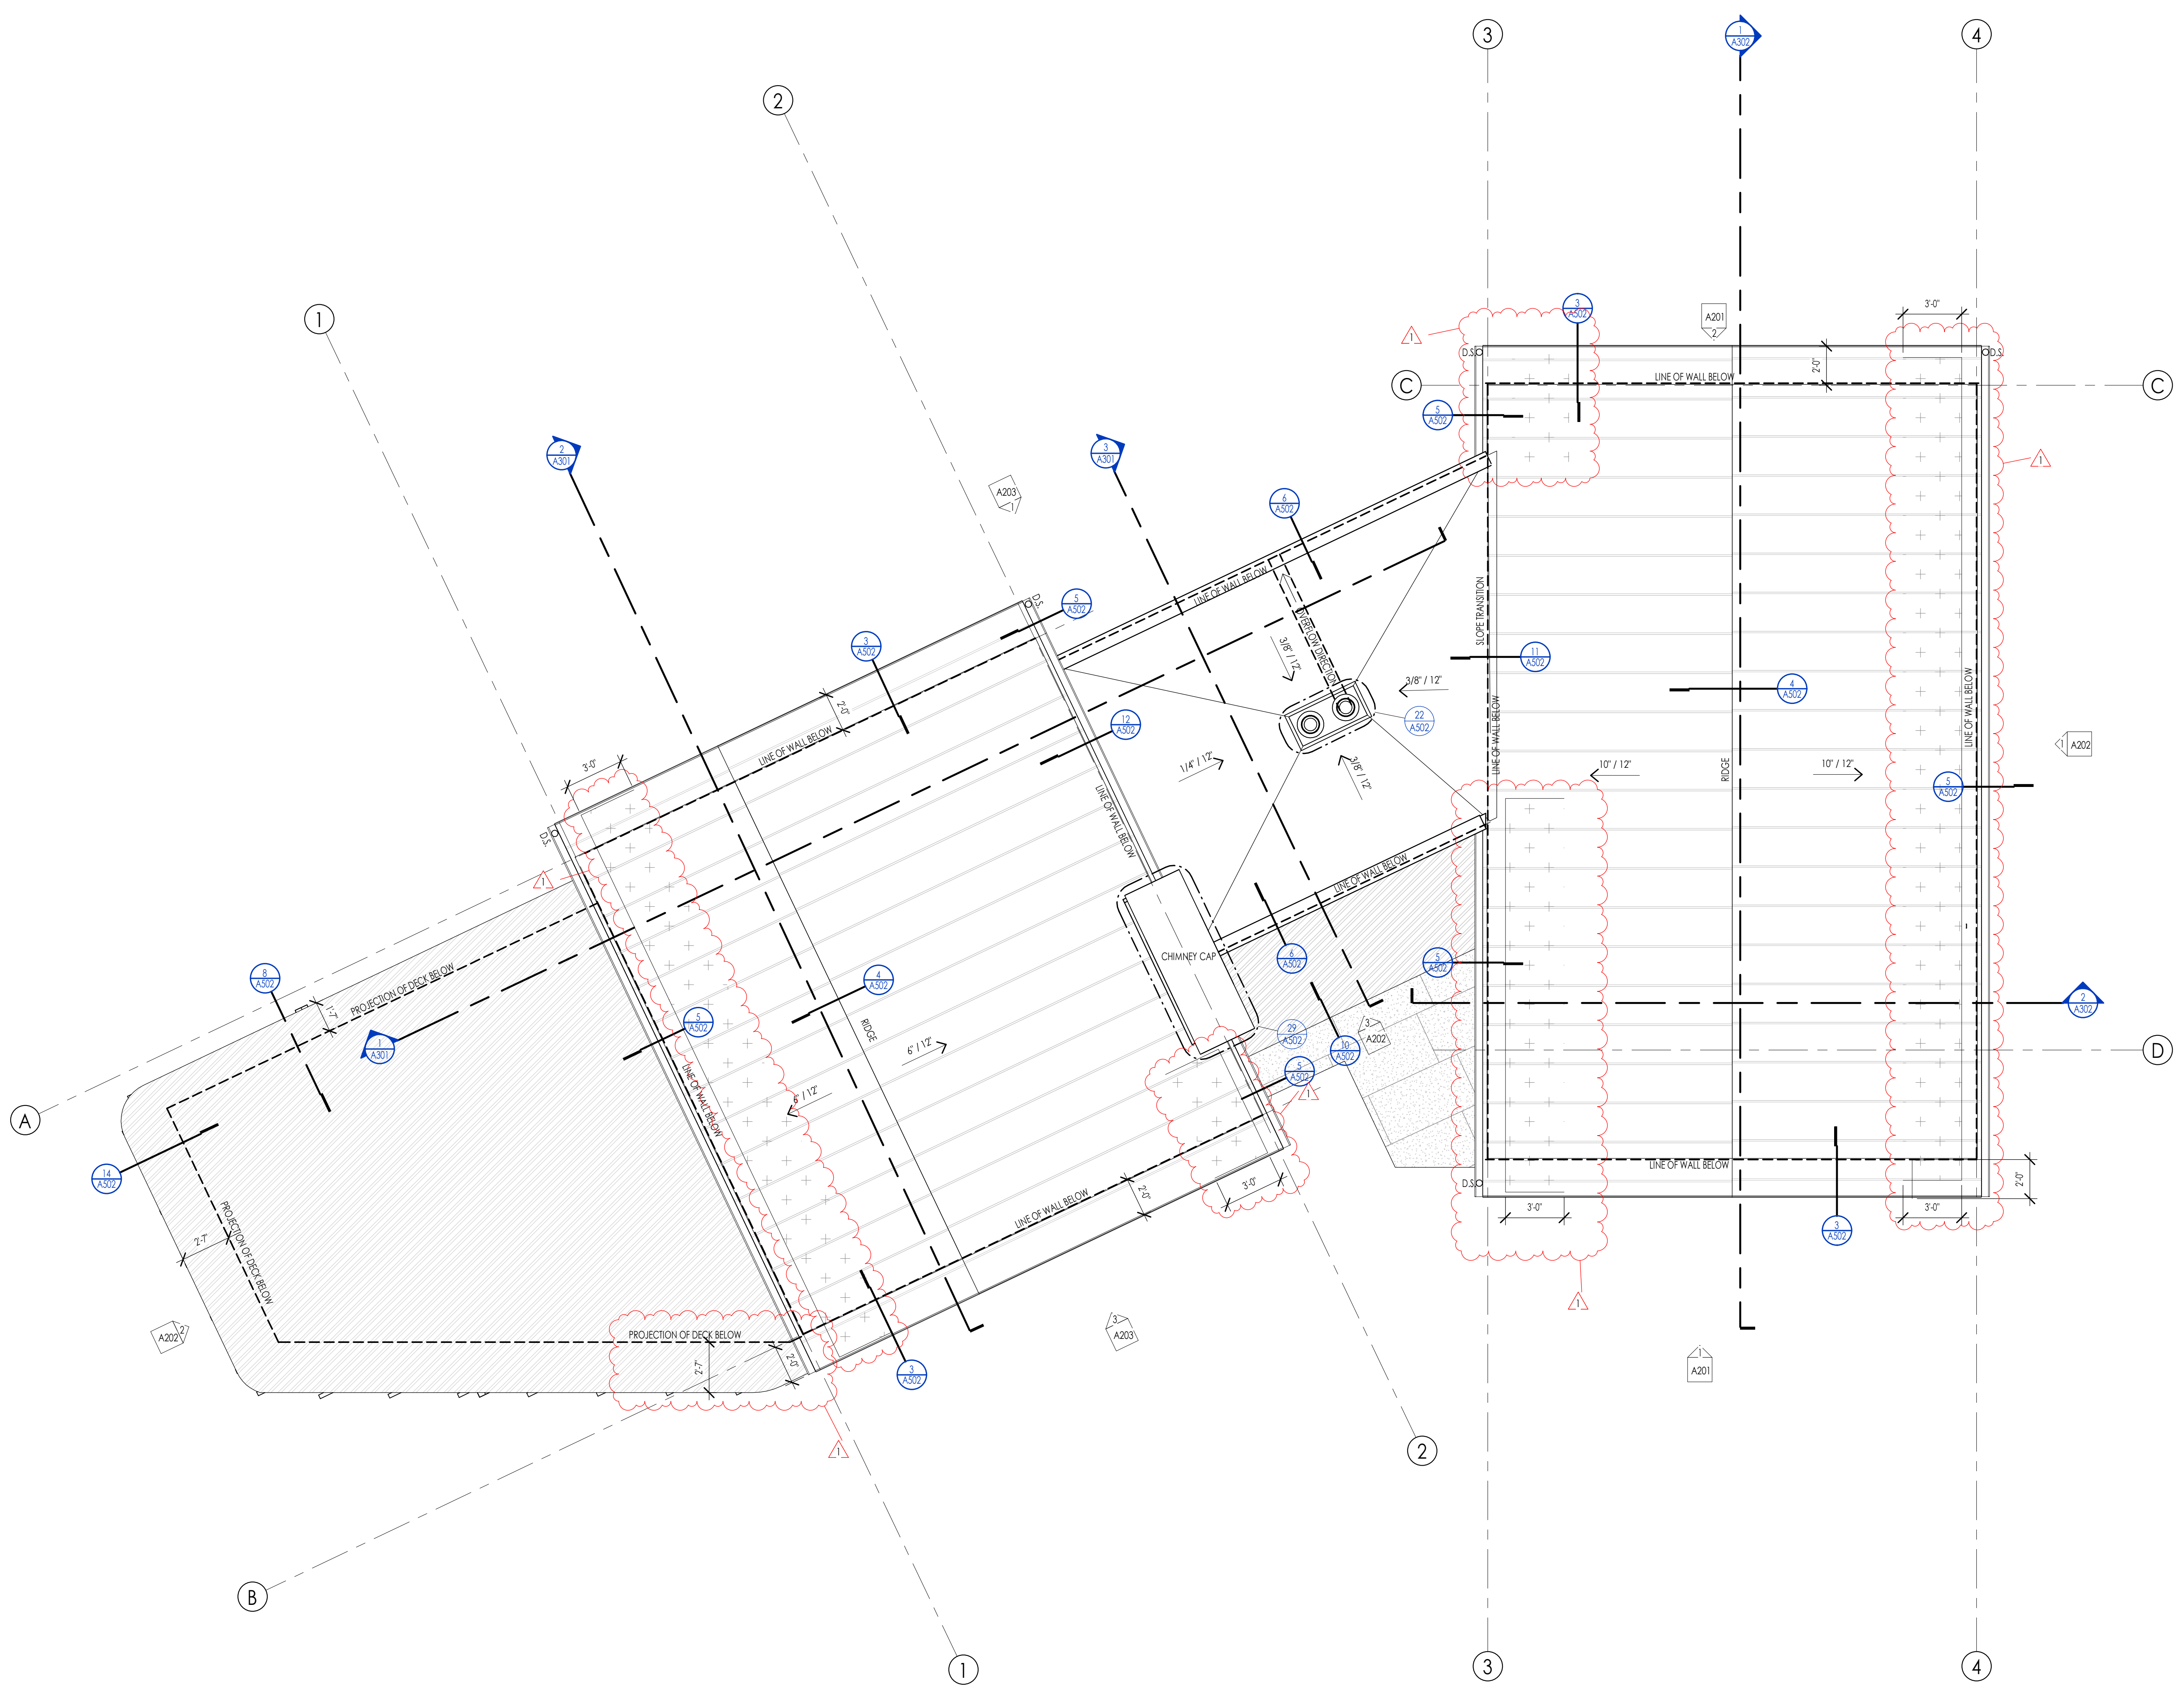 3
4
1
A302
2
1
3
A502
A201
2
3'-0"
1
D.S.
D.S.
2'-0"
LINE OF WALL BELOW
C
C
5
A502
1
2
A301
3
A301
A203
1
6
A502
LINE OF WALL BELOW
OVERFLOW DIRECTION
3/8" / 12"
SLOPE TRANSITION
D.S.
5
A502
3
A502
11
A502
3/8" / 12"
4
A502
22
A502
12
A502
2'-0"
LINE OF WALL BELOW
LINE OF WALL BELOW
LINE OF WALL BELOW
1
A202
1/4" / 12"
3/8" / 12"
10" / 12"
RIDGE
10" / 12"
5
A502
3'-0"
D.S.
LINE OF WALL BELOW
1
LINE OF WALL BELOW
CHIMNEY CAP
6
A502
5
A502
8
A502
PROJECTION OF DECK BELOW
1'-7"
4
A502
5
A502
RIDGE
6" / 12"
2
A302
29
A502
3
A202
10
A502
D
1
A301
5
A502
1
6" / 12"
LINE OF WALL BELOW
A
14
A502
LINE OF WALL BELOW
D.S.
2'-0"
3'-0"
2'-0"
3'-0"
3'-0"
LINE OF WALL BELOW
3
A502
PROJECTION OF DECK BELOW
2'-7"
1
A202
2
PROJECTION OF DECK BELOW
2'-7"
2'-0"
3
A203
3
A502
1
A201
1
2
B
1
3
4